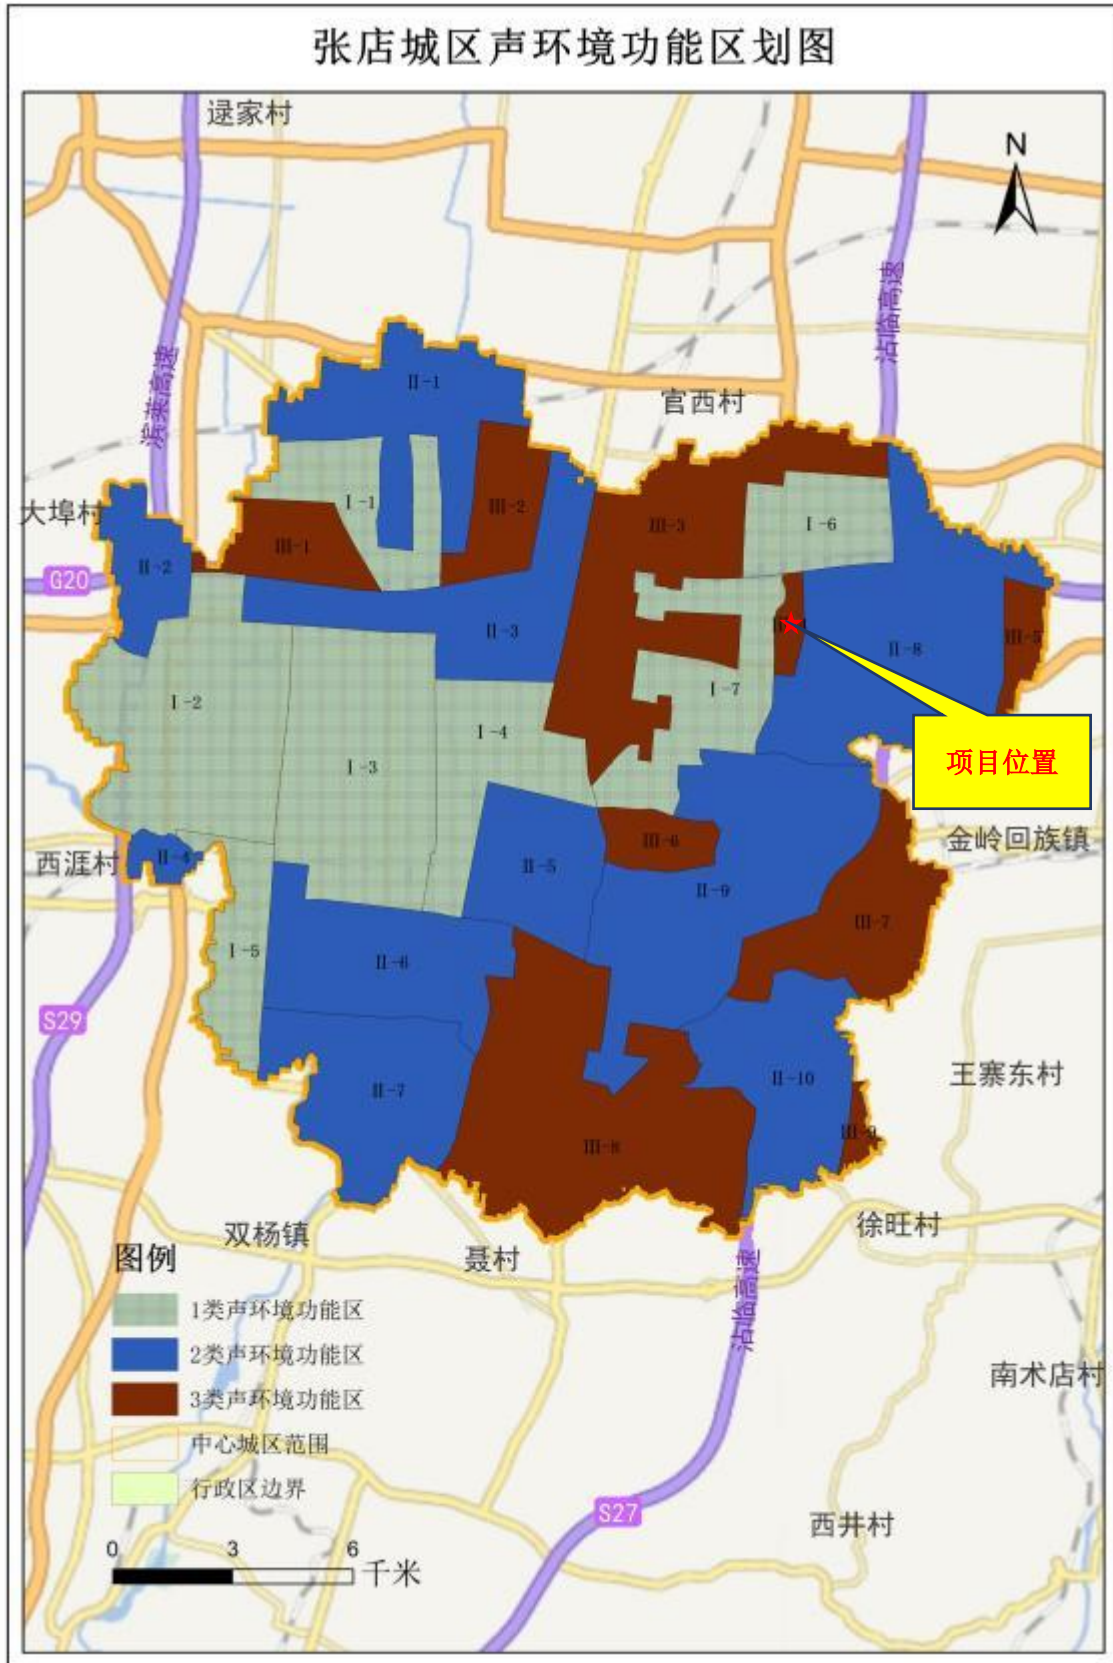 张店城区声环境功能区划图
逯家村
N
沾临高速
滨莱高速
官西村
II-1
大埠村
I-1
III-2
III-3
I-6
III-1
II-2
G20
II-3
II-8
III-5
I-2
I-7
I-4
项目位置
I-3
金岭回族镇
III-6
西涯村
II-4
II-5
II-9
III-7
I-5
II-6
S29
王寨东村
II-10
II-7
III-8
III-9
徐旺村
双杨镇
聂村
沾临高速
图例
1类声环境功能区
2类声环境功能区
3类声环境功能区
中心城区范围
行政区边界
南术店村
S27
西井村
0 3 6
千米